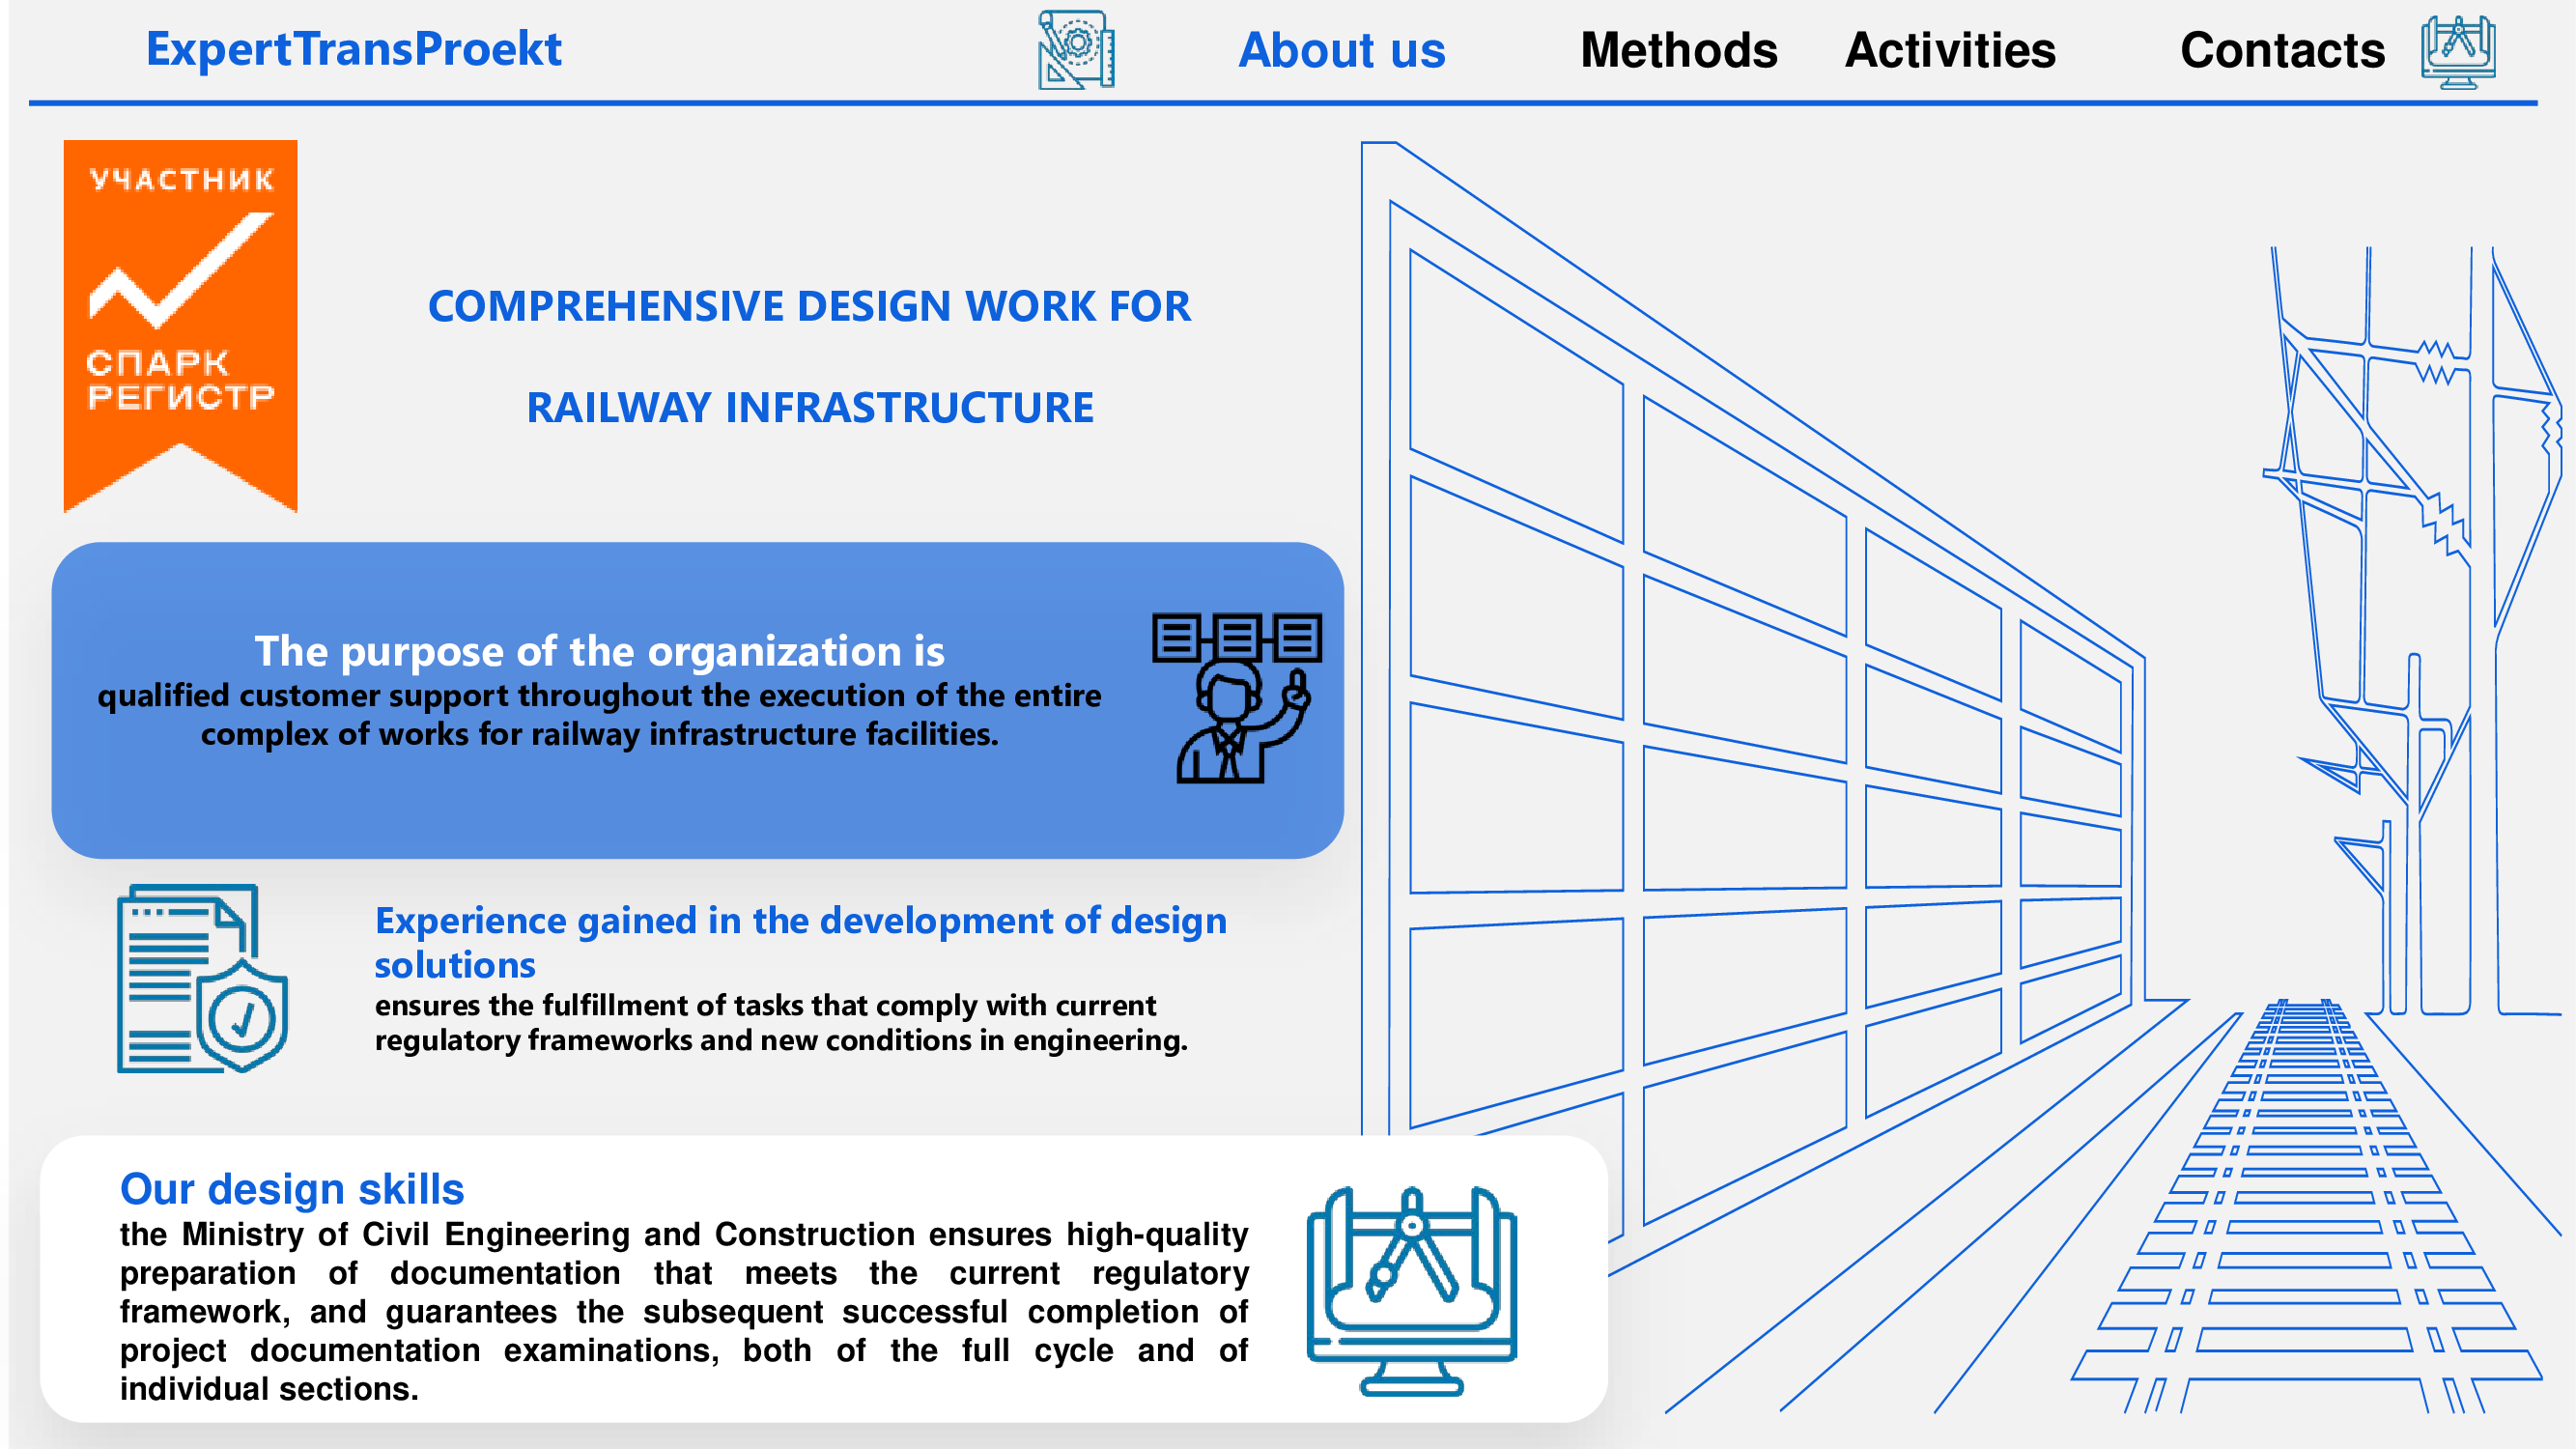 ExpertTransProekt
About us
Methods
Activities
Contacts
УЧАСТНИК
СПАРК
РЕГИСТР
COMPREHENSIVE DESIGN WORK FOR
RAILWAY INFRASTRUCTURE
The purpose of the organization is
qualified customer support throughout the execution of the entire
complex of works for railway infrastructure facilities.
Experience gained in the development of design
solutions
ensures the fulfillment of tasks that comply with current
regulatory frameworks and new conditions in engineering.
Our design skills
the Ministry of Civil Engineering and Construction ensures high-quality
preparation of documentation that meets the current regulatory
framework, and guarantees the subsequent successful completion of
project documentation examinations, both of the full cycle and of
individual sections.